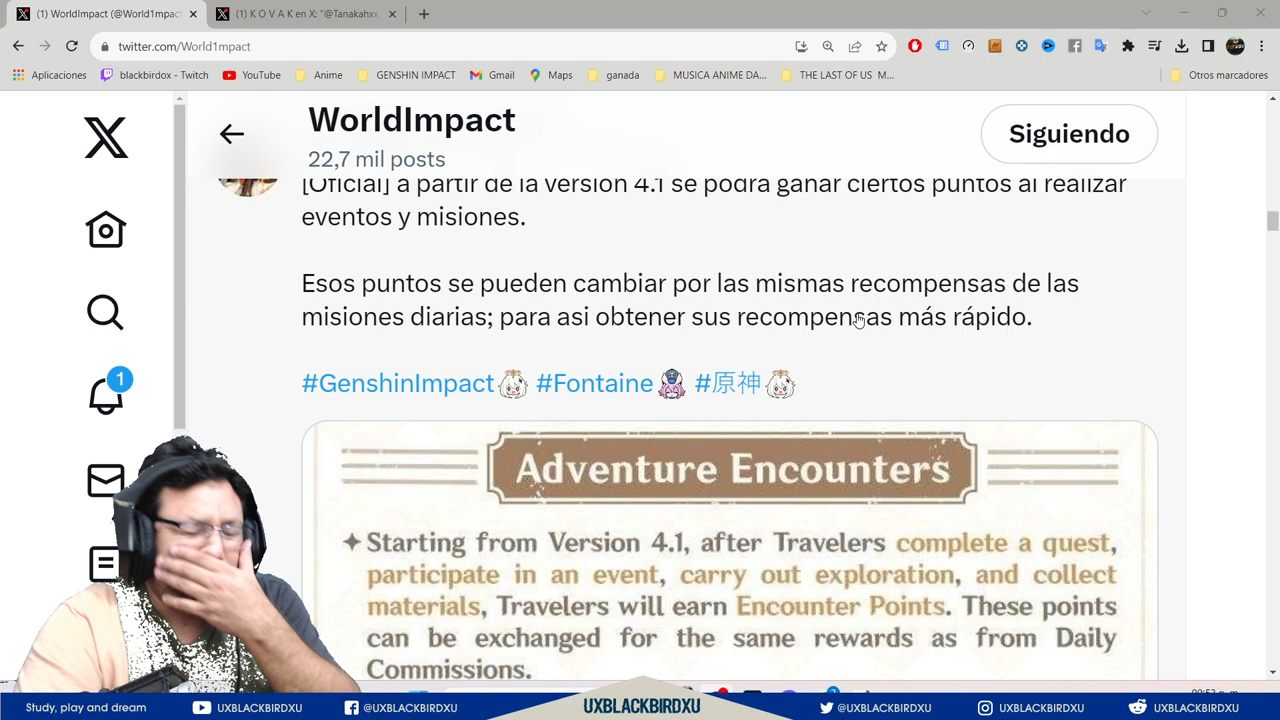 (1) WorldImpact (@World1mpact
(1) K O V A K en X: "@Tanakahxx
twitter.com/World1mpact
Aplicaciones
blackbirdox - Twitch
YouTube
Anime
GENSHIN IMPACT
Gmail
Maps
ganada
MUSICA ANIME DA...
THE LAST OF US M...
Otros marcadores
WorldImpact
22,7 mil posts
Siguiendo
[Oficial] a partir de la versión 4.1 se podrá ganar ciertos puntos al realizar
eventos y misiones.
Esos puntos se pueden cambiar por las mismas recompensas de las
misiones diarias; para asi obtener sus recompensas más rápido.
#GenshinImpact #Fontaine #原神
1
Adventure Encounters
Starting from Version 4.1, after Travelers complete a quest,
participate in an event, carry out exploration, and collect
materials, Travelers will earn Encounter Points. These points
can be exchanged for the same rewards as from Daily
Commissions.
Study, play and dream
UXBLACKBIRDXU
@UXBLACKBIRDXU
UXBLACKBIRDXU
@UXBLACKBIRDXU
UXBLACKBIRDXU
UXBLACKBIRDXU